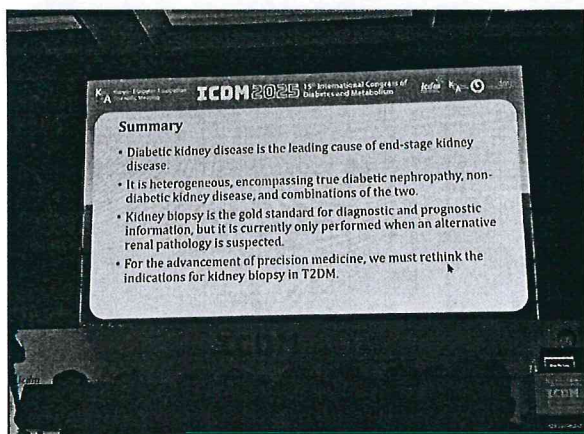 ICDM2025 15th International Congress of
Diabetes and Metabolism
Summary
• Diabetic kidney disease is the leading cause of end-stage kidney
disease.
• It is heterogeneous, encompassing true diabetic nephropathy, non-
diabetic kidney disease, and combinations of the two.
• Kidney biopsy is the gold standard for diagnostic and prognostic
information, but it is currently only performed when an alternative
renal pathology is suspected.
• For the advancement of precision medicine, we must rethink the
indications for kidney biopsy in T2DM.
ICDM